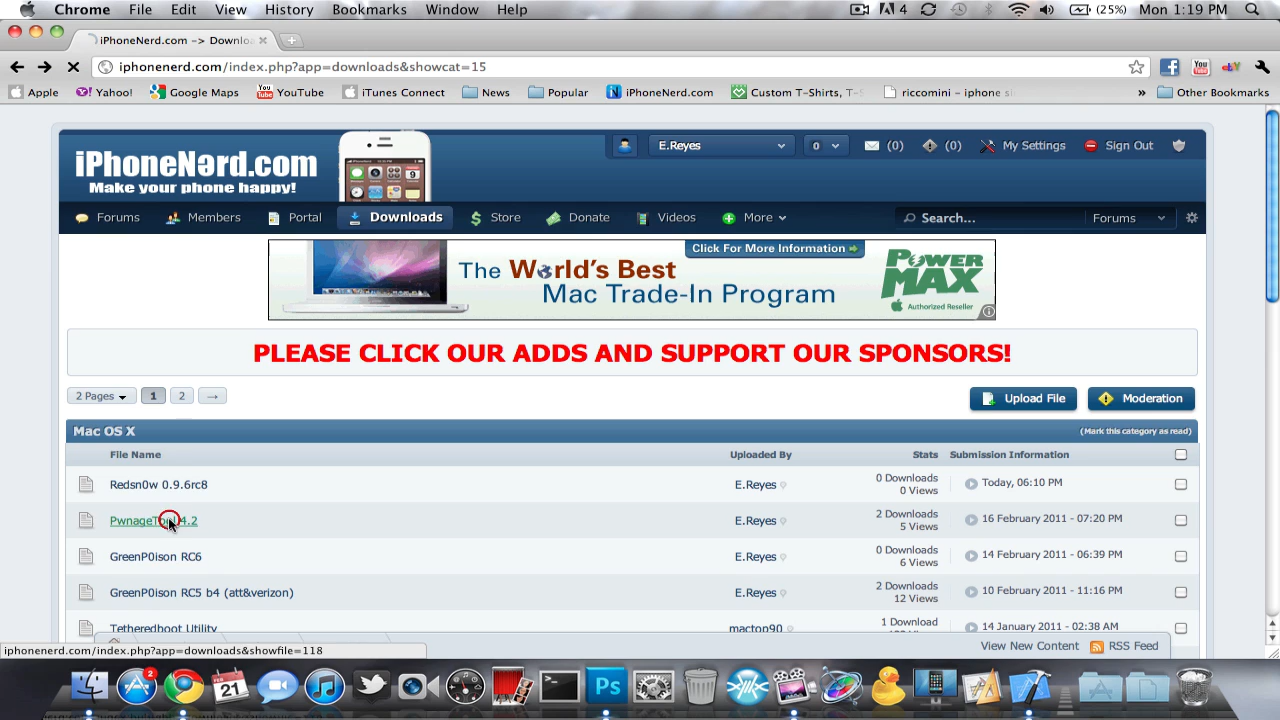 Chrome File Edit View History Bookmarks Window Help 4 (25%) Mon 1:19 PM
iPhoneNerd.com -> Downloa
iphonenerd.com/index.php?app=downloads&showcat=15
Apple Yahoo! Google Maps YouTube iTunes Connect News Popular iPhoneNerd.com Custom T-Shirts, T-S riccomini – iphone si » Other Bookmarks
iPhoneNerd.com
Make your phone happy!
E.Reyes 0 (0) (0) My Settings Sign Out
Forums Members Portal Downloads Store Donate Videos More Search... Forums
The World's Best
Mac Trade-In Program
Click For More Information
POWER MAX
Authorized Reseller
PLEASE CLICK OUR ADDS AND SUPPORT OUR SPONSORS!
2 Pages 1 2 → Upload File Moderation
Mac OS X (Mark this category as read)
File Name Uploaded By Stats Submission Information
Redsn0w 0.9.6rc8 E.Reyes 0 Downloads 0 Views Today, 06:10 PM
PwnageTool 4.2 E.Reyes 2 Downloads 5 Views 16 February 2011 - 07:20 PM
GreenP0ison RC6 E.Reyes 0 Downloads 6 Views 14 February 2011 - 06:39 PM
GreenP0ison RC5 b4 (att&verizon) E.Reyes 2 Downloads 12 Views 10 February 2011 - 11:16 PM
Tetheredboot Utility mactop90 1 Download 14 January 2011 - 02:38 AM
View New Content RSS Feed
iphonenerd.com/index.php?app=downloads&showfile=118
2 FEB 21 Ps